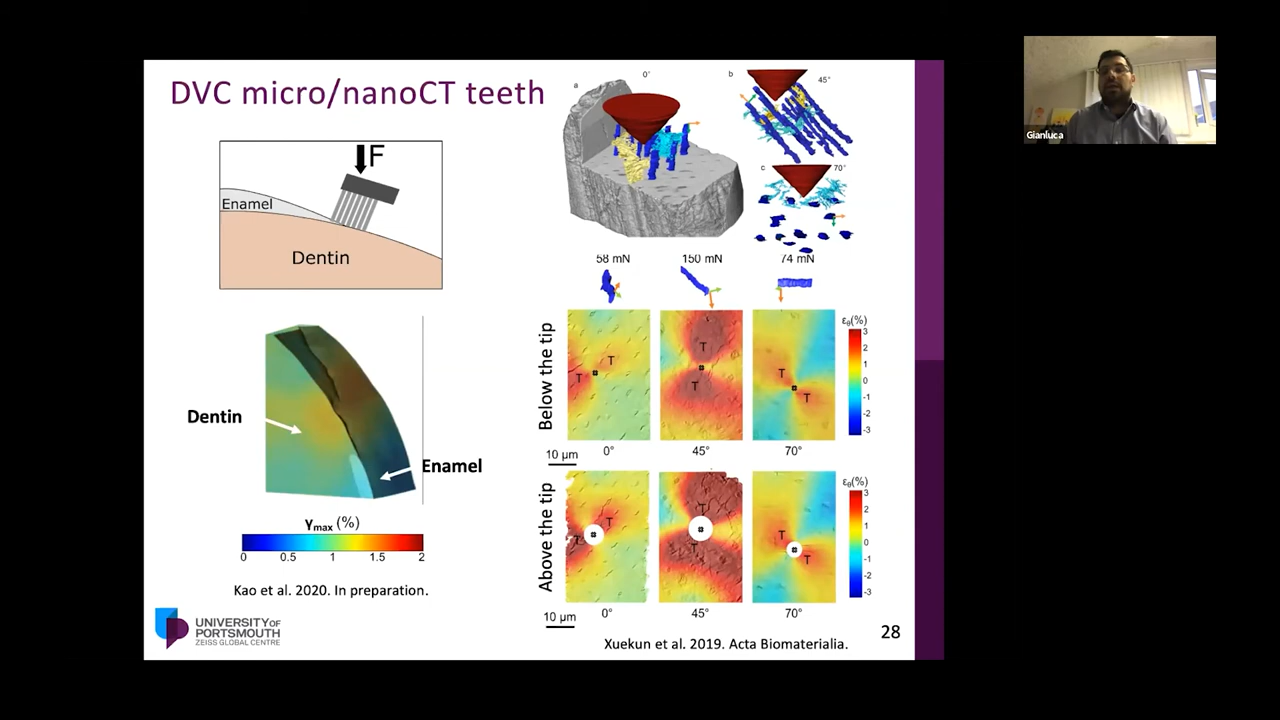 DVC micro/nanoCT teeth
F
Enamel
Dentin
Dentin
Enamel
γmax (%)
0 0.5 1 1.5 2
Kao et al. 2020. In preparation.
UNIVERSITY OF
PORTSMOUTH
ZEISS GLOBAL CENTRE
a
0°
b
45°
c
70°
58 mN 150 mN 74 mN
Below the tip
T T T T T T
εθ(%)
3
2
1
0
-1
-2
-3
10 µm
0° 45° 70°
Above the tip
T T T T T T
εθ(%)
3
2
1
0
-1
-2
-3
10 µm
0° 45° 70°
Xuekun et al. 2019. Acta Biomaterialia.
28
Gianluca